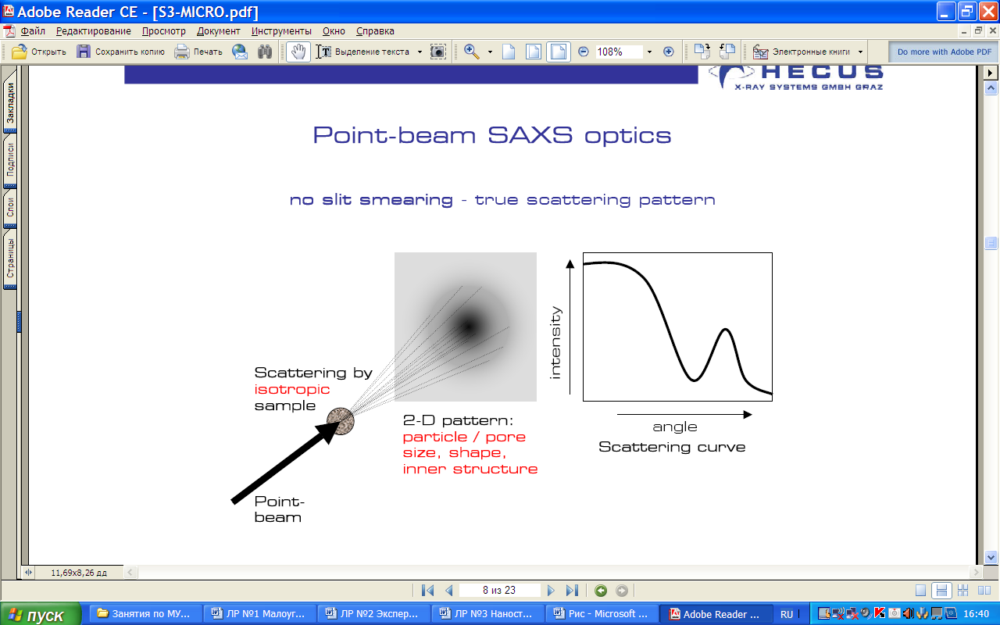 Adobe Reader CE - [S3-MICRO.pdf]
Файл Редактирование Просмотр Документ Инструменты Окно Справка
Открыть Сохранить копию Печать Выделение текста 108% Электронные книги Do more with Adobe PDF
Закладки
Подписи
Слои
Страницы
HECUS
X-RAY SYSTEMS GMBH GRAZ
Point-beam SAXS optics
no slit smearing - true scattering pattern
Scattering by
isotropic
sample
Point-
beam
2-D pattern:
particle / pore
size, shape,
inner structure
intensity
angle
Scattering curve
11,69x8,26 дд
8 из 23
пуск Занятия по МУ... ЛР №1 Малоуг... ЛР №2 Экспер... ЛР №3 Наност... Рис - Microsoft ... Adobe Reader ... RU 16:40